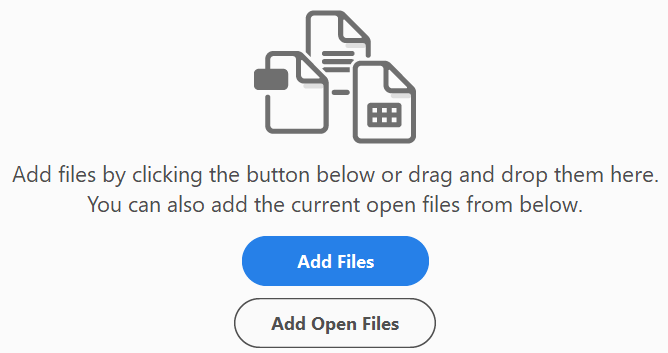 Add files by clicking the button below or drag and drop them here.
You can also add the current open files from below.
Add Files
Add Open Files